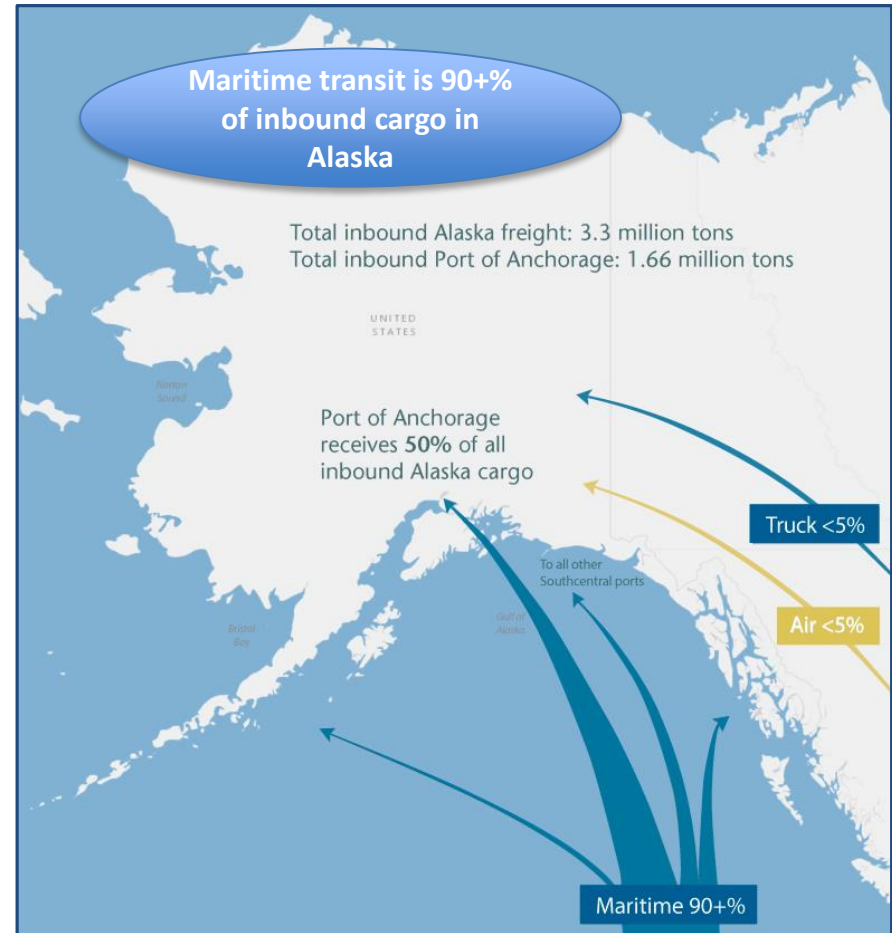 Maritime transit is 90+%
of inbound cargo in
Alaska
Total inbound Alaska freight: 3.3 million tons
Total inbound Port of Anchorage: 1.66 million tons
UNITED
STATES
Norton
Sound
Port of Anchorage
receives 50% of all
inbound Alaska cargo
Truck <5%
To all other
Southcentral ports
Gulf of
Alaska
Bristol
Bay
Air <5%
Maritime 90+%